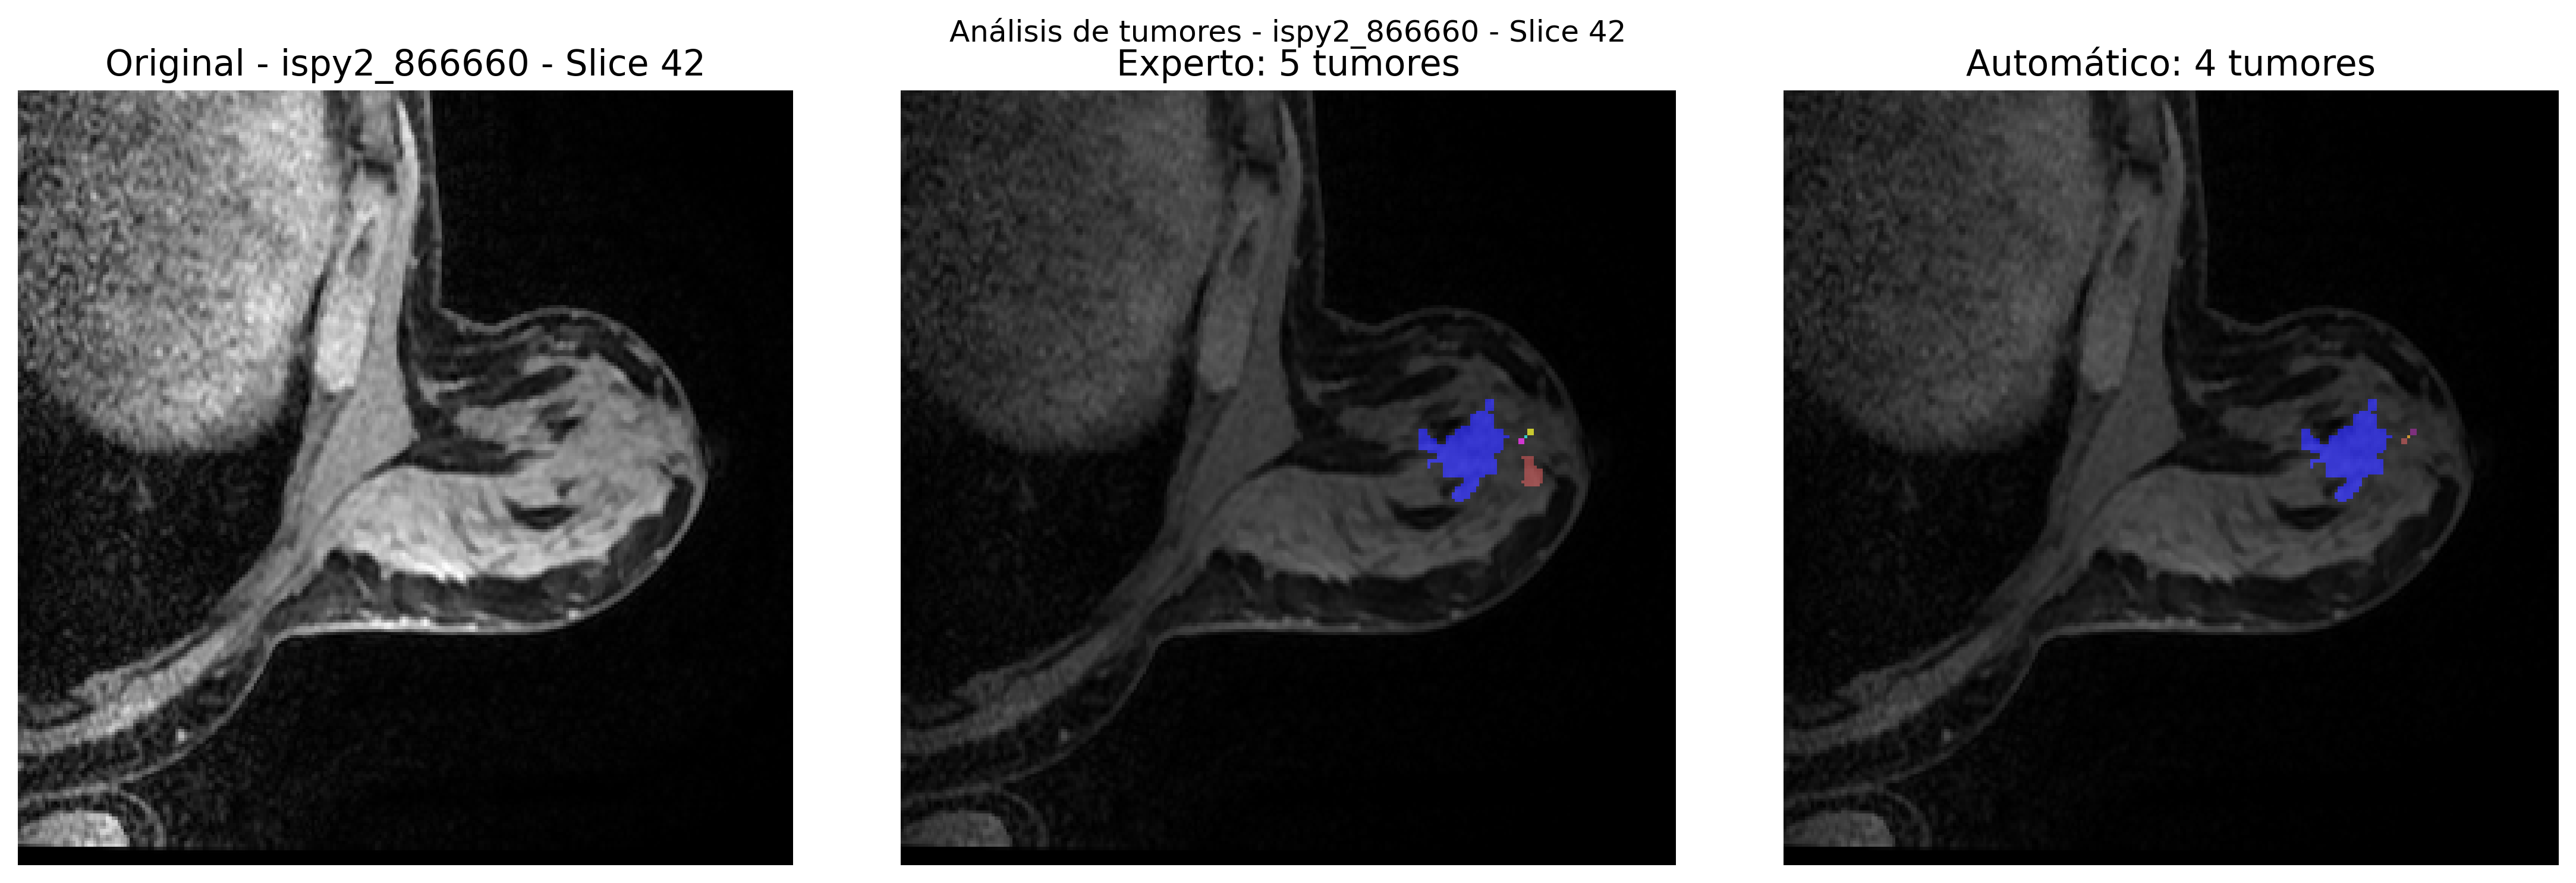 Análisis de tumores - ispy2_866660 - Slice 42
Original - ispy2_866660 - Slice 42
Experto: 5 tumores
Automático: 4 tumores